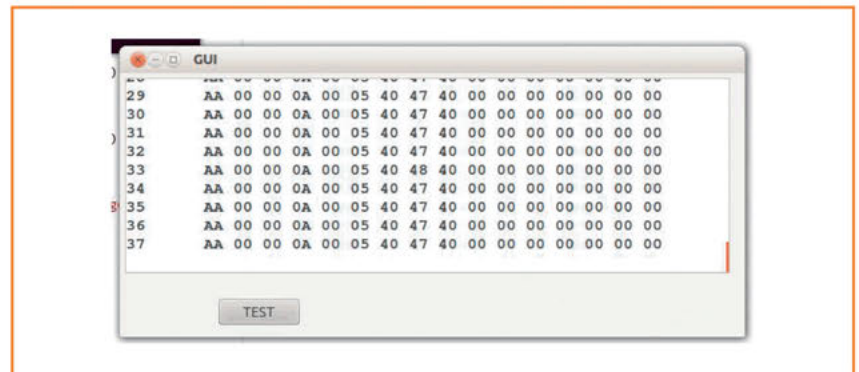 GUI
29 AA 00 00 0A 00 05 40 47 40 00 00 00 00 00 00 00
30 AA 00 00 0A 00 05 40 47 40 00 00 00 00 00 00 00
31 AA 00 00 0A 00 05 40 47 40 00 00 00 00 00 00 00
32 AA 00 00 0A 00 05 40 47 40 00 00 00 00 00 00 00
33 AA 00 00 0A 00 05 40 48 40 00 00 00 00 00 00 00
34 AA 00 00 0A 00 05 40 47 40 00 00 00 00 00 00 00
35 AA 00 00 0A 00 05 40 47 40 00 00 00 00 00 00 00
36 AA 00 00 0A 00 05 40 47 40 00 00 00 00 00 00 00
37 AA 00 00 0A 00 05 40 47 40 00 00 00 00 00 00 00
TEST